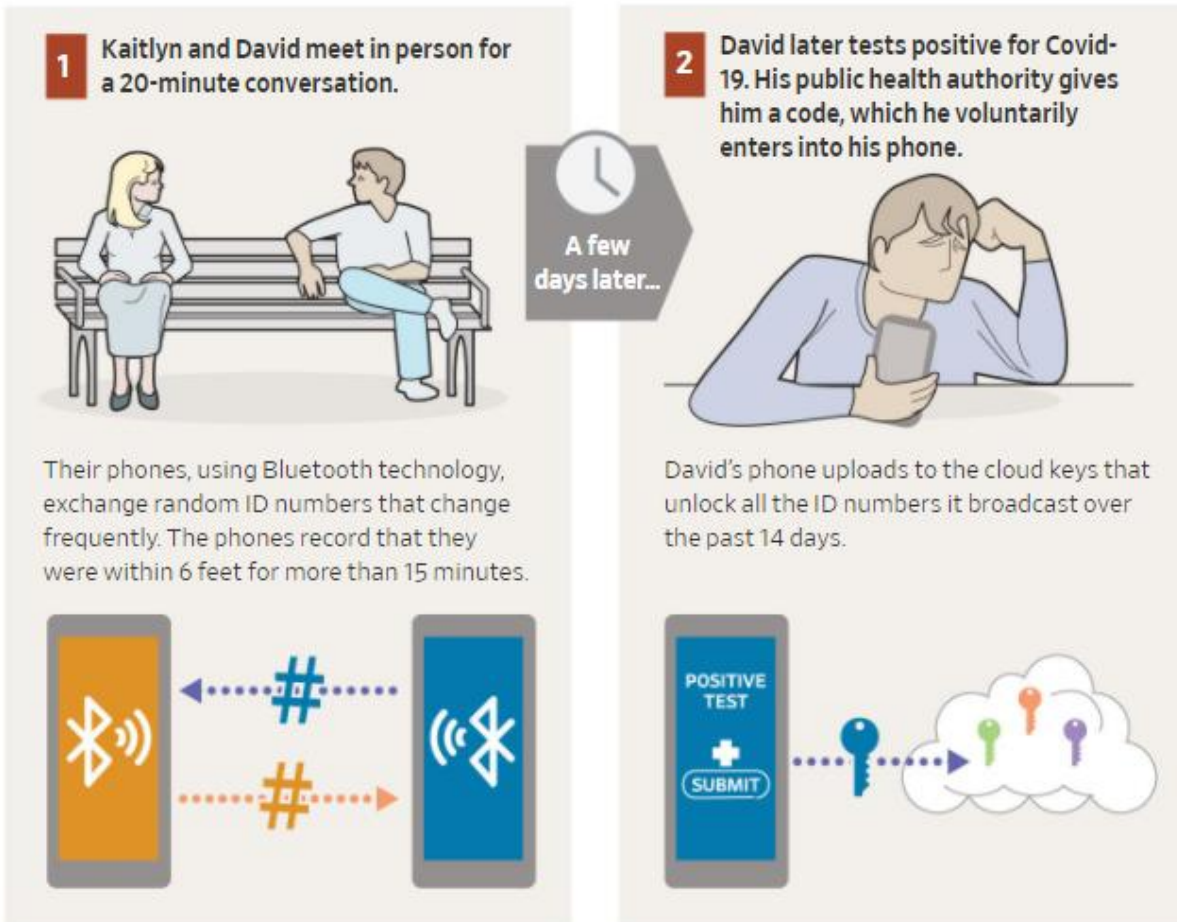 1
Kaitlyn and David meet in person for
a 20-minute conversation.
A few
days later...
2
David later tests positive for Covid-
19. His public health authority gives
him a code, which he voluntarily
enters into his phone.
Their phones, using Bluetooth technology,
exchange random ID numbers that change
frequently. The phones record that they
were within 6 feet for more than 15 minutes.
#
#
David’s phone uploads to the cloud keys that
unlock all the ID numbers it broadcast over
the past 14 days.
POSITIVE
TEST
SUBMIT